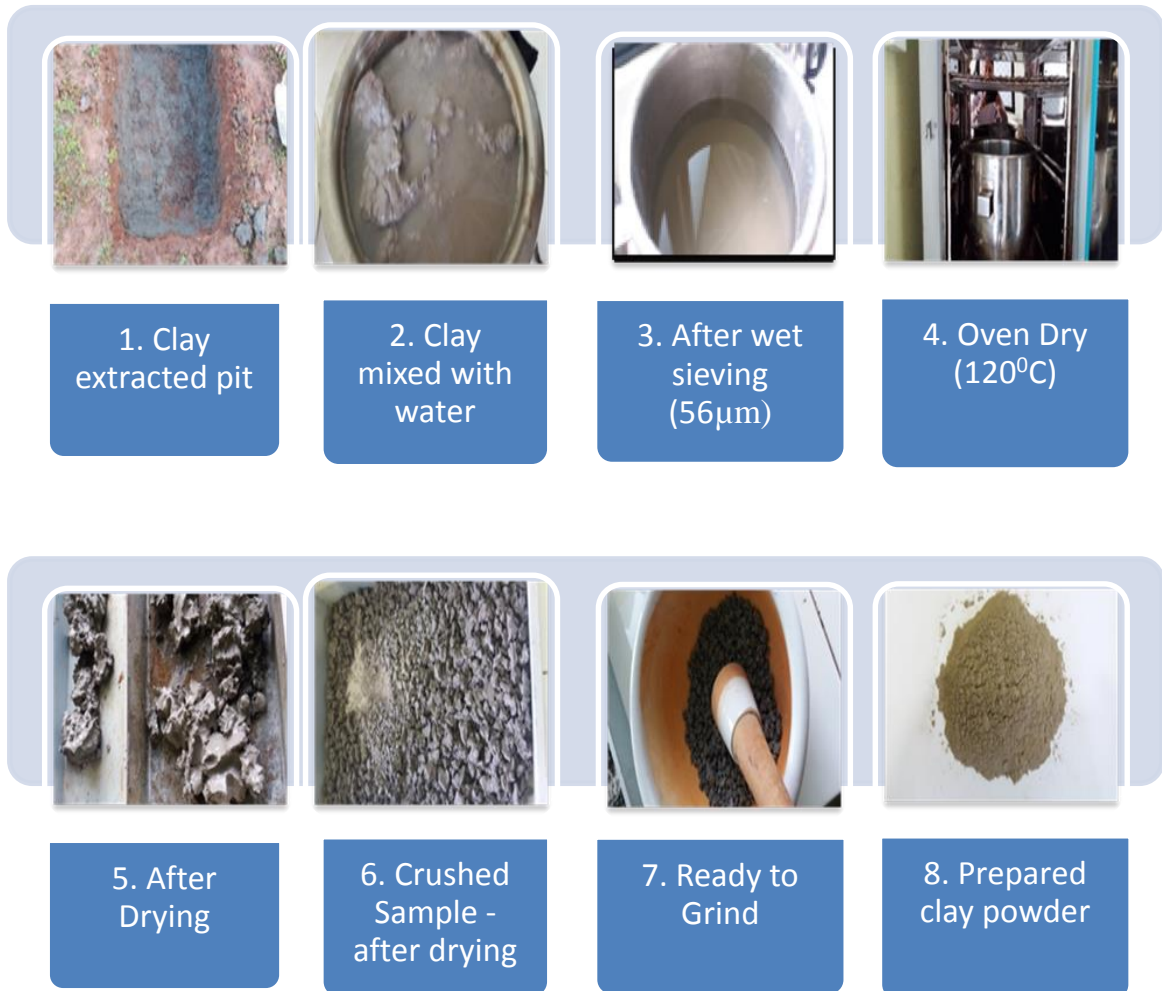 1. Clay
extracted pit
2. Clay
mixed with
water
3. After wet
sieving
(56μm)
4. Oven Dry
(120⁰C)
5. After
Drying
6. Crushed
Sample -
after drying
7. Ready to
Grind
8. Prepared
clay powder